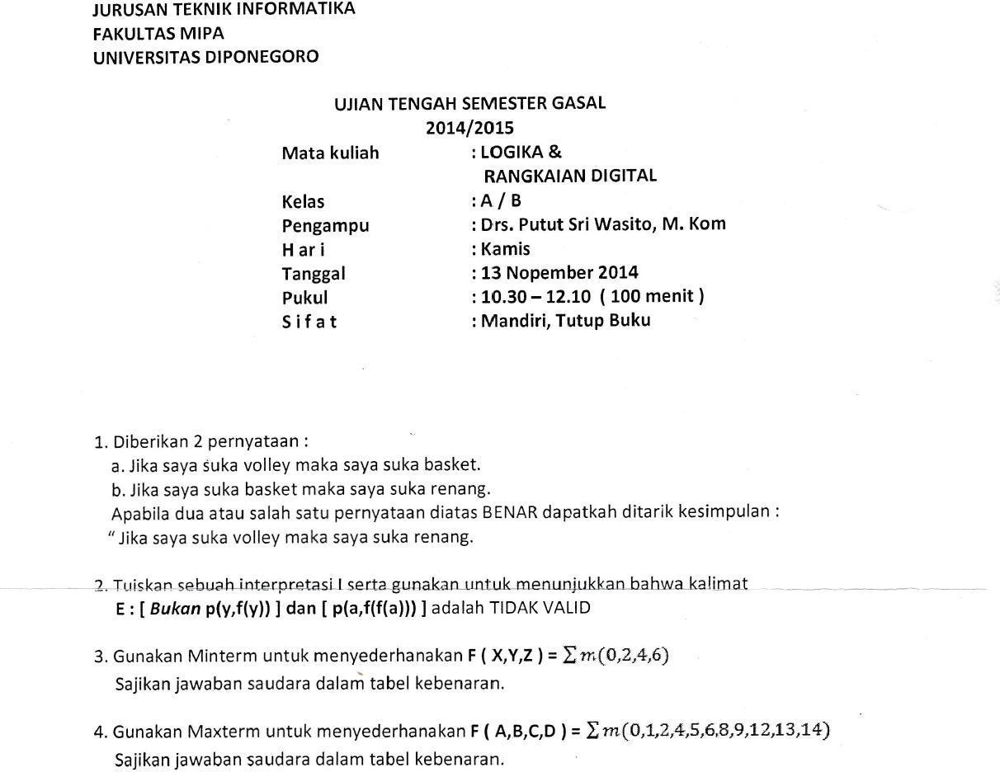 JURUSAN TEKNIK INFORMATIKA
FAKULTAS MIPA
UNIVERSITAS DIPONEGORO
UJIAN TENGAH SEMESTER GASAL
2014/2015
Mata kuliah : LOGIKA &
RANGKAIAN DIGITAL
Kelas : A / B
Pengampu : Drs. Putut Sri Wasito, M. Kom
H ar i : Kamis
Tanggal : 13 Nopember 2014
Pukul : 10.30 – 12.10 ( 100 menit )
S i f a t : Mandiri, Tutup Buku
1. Diberikan 2 pernyataan :
a. Jika saya suka volley maka saya suka basket.
b. Jika saya suka basket maka saya suka renang.
Apabila dua atau salah satu pernyataan diatas BENAR dapatkah ditarik kesimpulan :
“ Jika saya suka volley maka saya suka renang.
2. Tuiskan sebuah interpretasi I serta gunakan untuk menunjukkan bahwa kalimat
E : [ Bukan p(y,f(y)) ] dan [ p(a,f(f(a))) ] adalah TIDAK VALID
3. Gunakan Minterm untuk menyederhanakan F ( X,Y,Z ) = ∑ m(0,2,4,6)
Sajikan jawaban saudara dalam tabel kebenaran.
4. Gunakan Maxterm untuk menyederhanakan F ( A,B,C,D ) = ∑ m(0,1,2,4,5,6,8,9,12,13,14)
Sajikan jawaban saudara dalam tabel kebenaran.